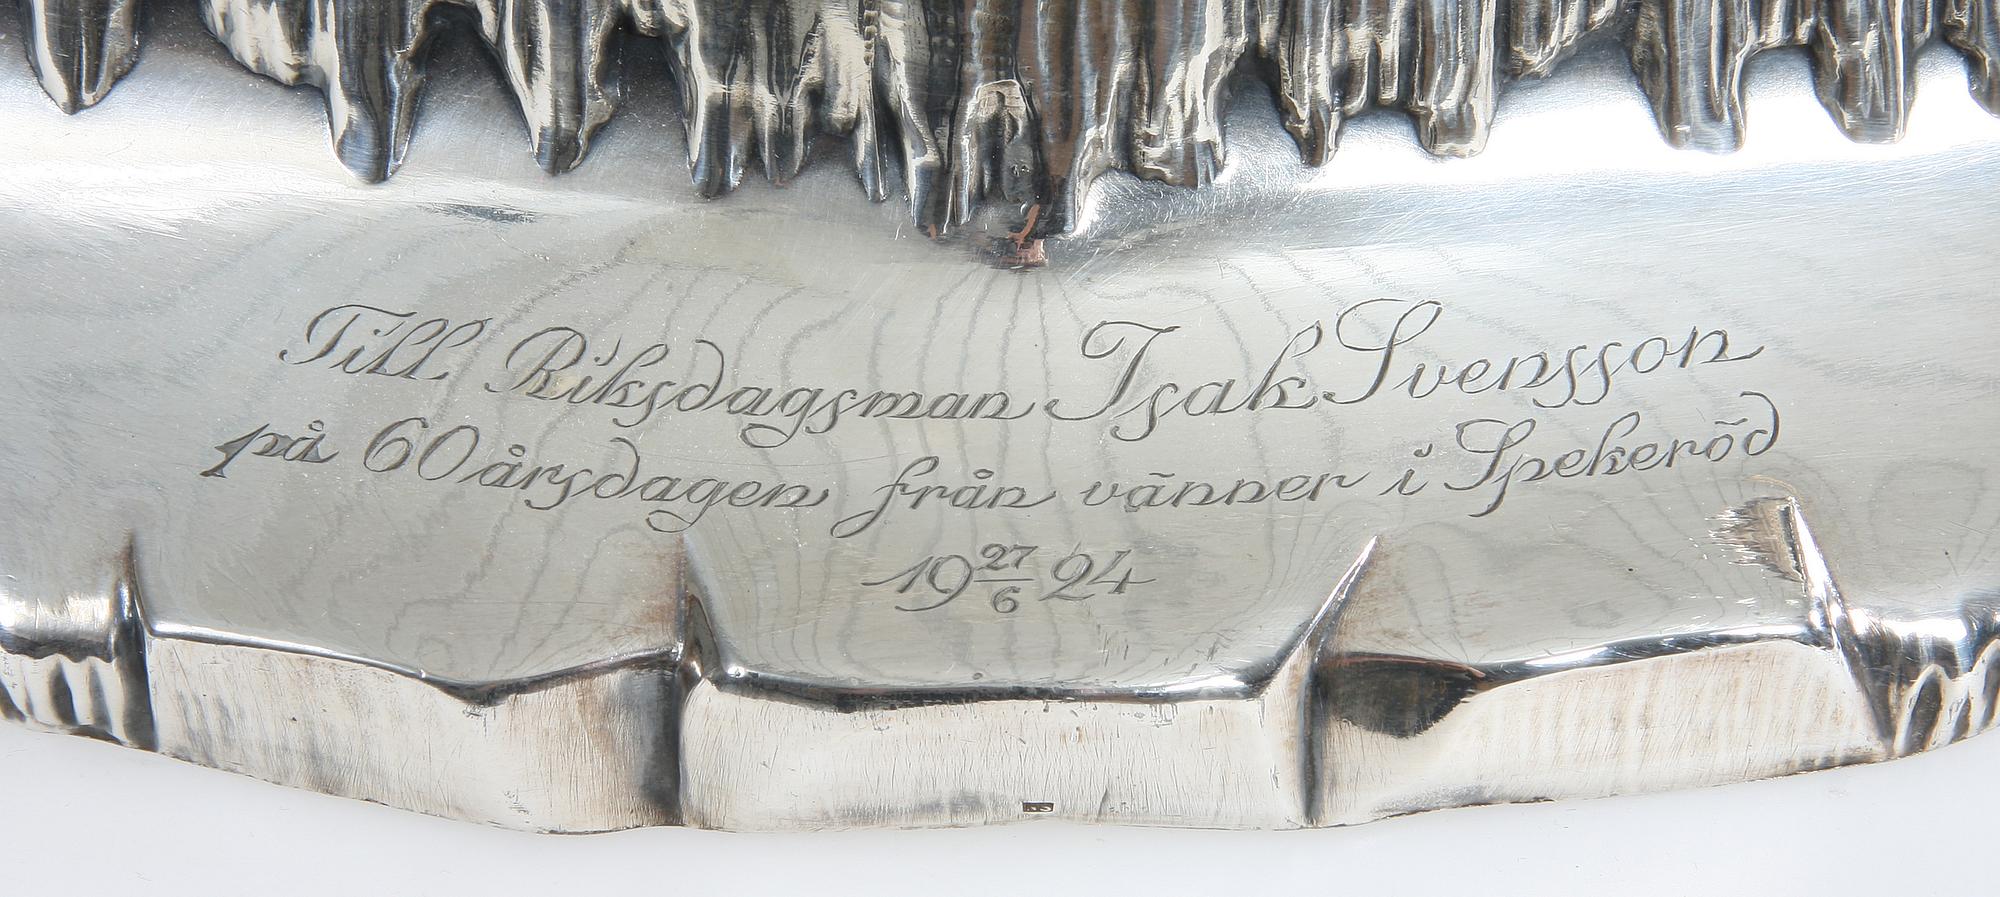 Till Riksdagsman Isak Svensson
på 60årsdagen från vänner i Spekeröd
19 27/6 24